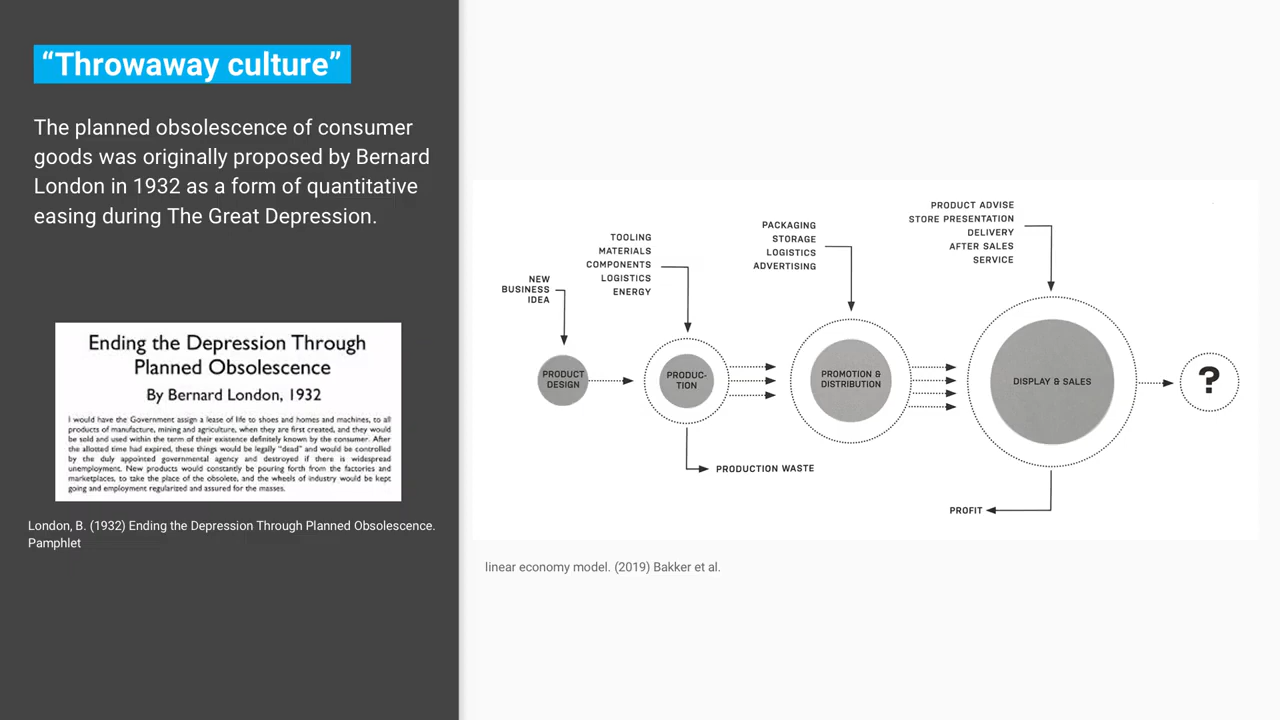 “Throwaway culture”
The planned obsolescence of consumer
goods was originally proposed by Bernard
London in 1932 as a form of quantitative
easing during The Great Depression.
Ending the Depression Through
Planned Obsolescence
By Bernard London, 1932
I would have the Government assign a lease of life to shoes and homes and machines, to all
products of manufacture, mining and agriculture, when they are first created, and they would
be sold and used within the term of their existence definitely known by the consumer. After
the allotted time had expired, these things would be legally "dead" and would be controlled
by the duly appointed governmental agency and destroyed if there is widespread
unemployment. New products would constantly be pouring forth from the factories and
marketplaces, to take the place of the obsolete, and the wheels of industry would be kept
going and employment regularized and assured for the masses.
London, B. (1932) Ending the Depression Through Planned Obsolescence.
Pamphlet
NEW
BUSINESS
IDEA
PRODUCT
DESIGN
TOOLING
MATERIALS
COMPONENTS
LOGISTICS
ENERGY
PRODUC-
TION
PRODUCTION WASTE
PACKAGING
STORAGE
LOGISTICS
ADVERTISING
PROMOTION &
DISTRIBUTION
PRODUCT ADVISE
STORE PRESENTATION
DELIVERY
AFTER SALES
SERVICE
DISPLAY & SALES
PROFIT
?
linear economy model. (2019) Bakker et al.